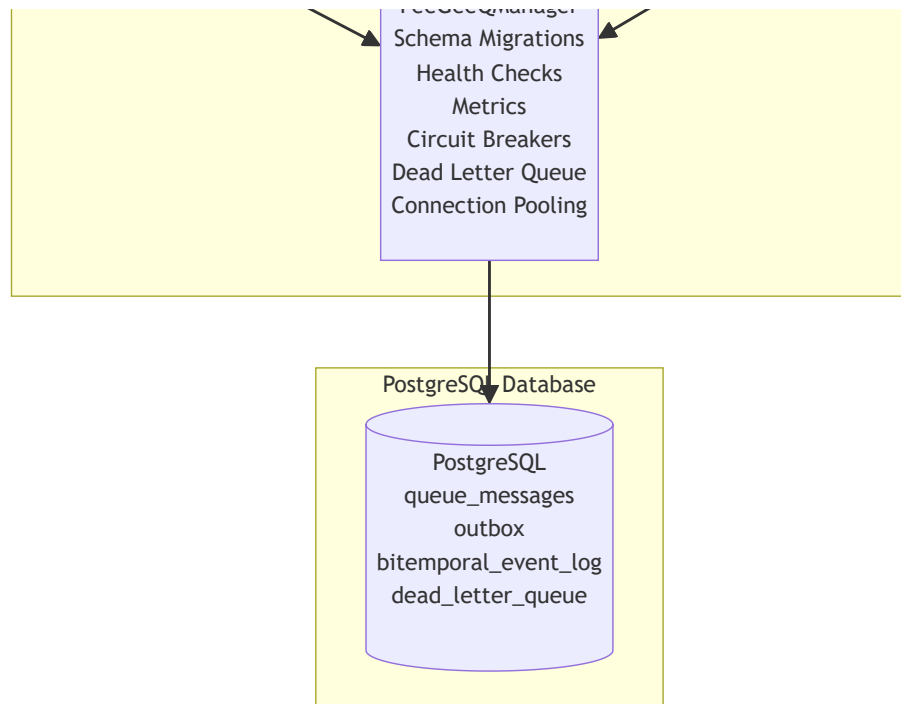 PeeGeeQManager
Schema Migrations
Health Checks
Metrics
Circuit Breakers
Dead Letter Queue
Connection Pooling
PostgreSQL Database
PostgreSQL
queue_messages
outbox
bitemporal_event_log
dead_letter_queue